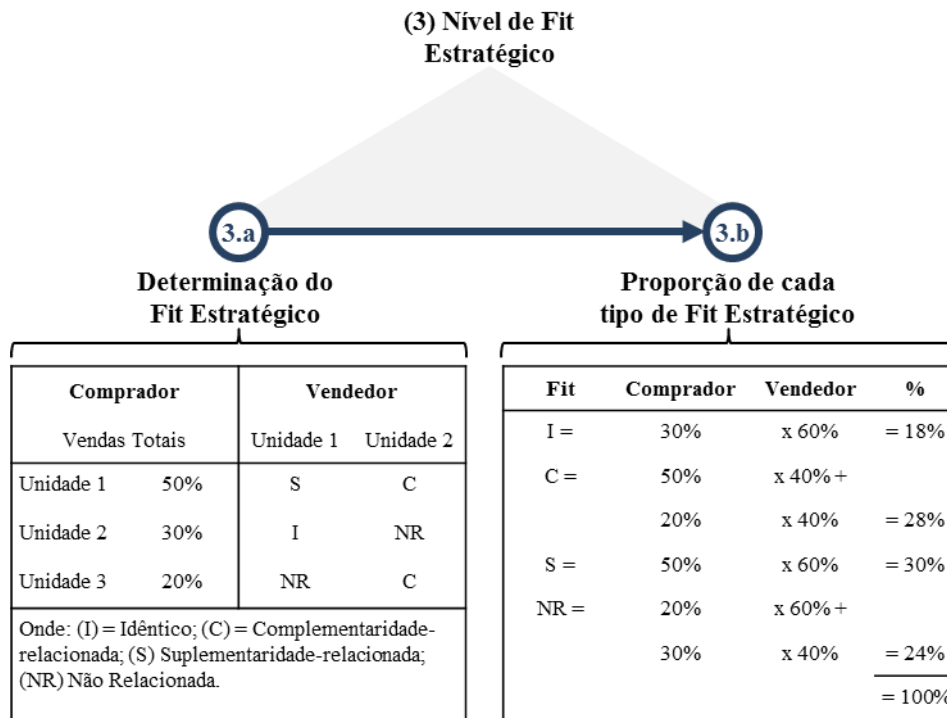 (3) Nível de Fit
Estratégico
3.a
3.b
Determinação do
Fit Estratégico
Proporção de cada
tipo de Fit Estratégico
Comprador Vendedor
Vendas Totais Unidade 1 Unidade 2
Unidade 1 50% S C
Unidade 2 30% I NR
Unidade 3 20% NR C
Onde: (I) = Idêntico; (C) = Complementaridade-
relacionada; (S) Suplementaridade-relacionada;
(NR) Não Relacionada.
Fit Comprador Vendedor %
I = 30% x 60% = 18%
C = 50% x 40% +
20% x 40% = 28%
S = 50% x 60% = 30%
NR = 20% x 60% +
30% x 40% = 24%
= 100%